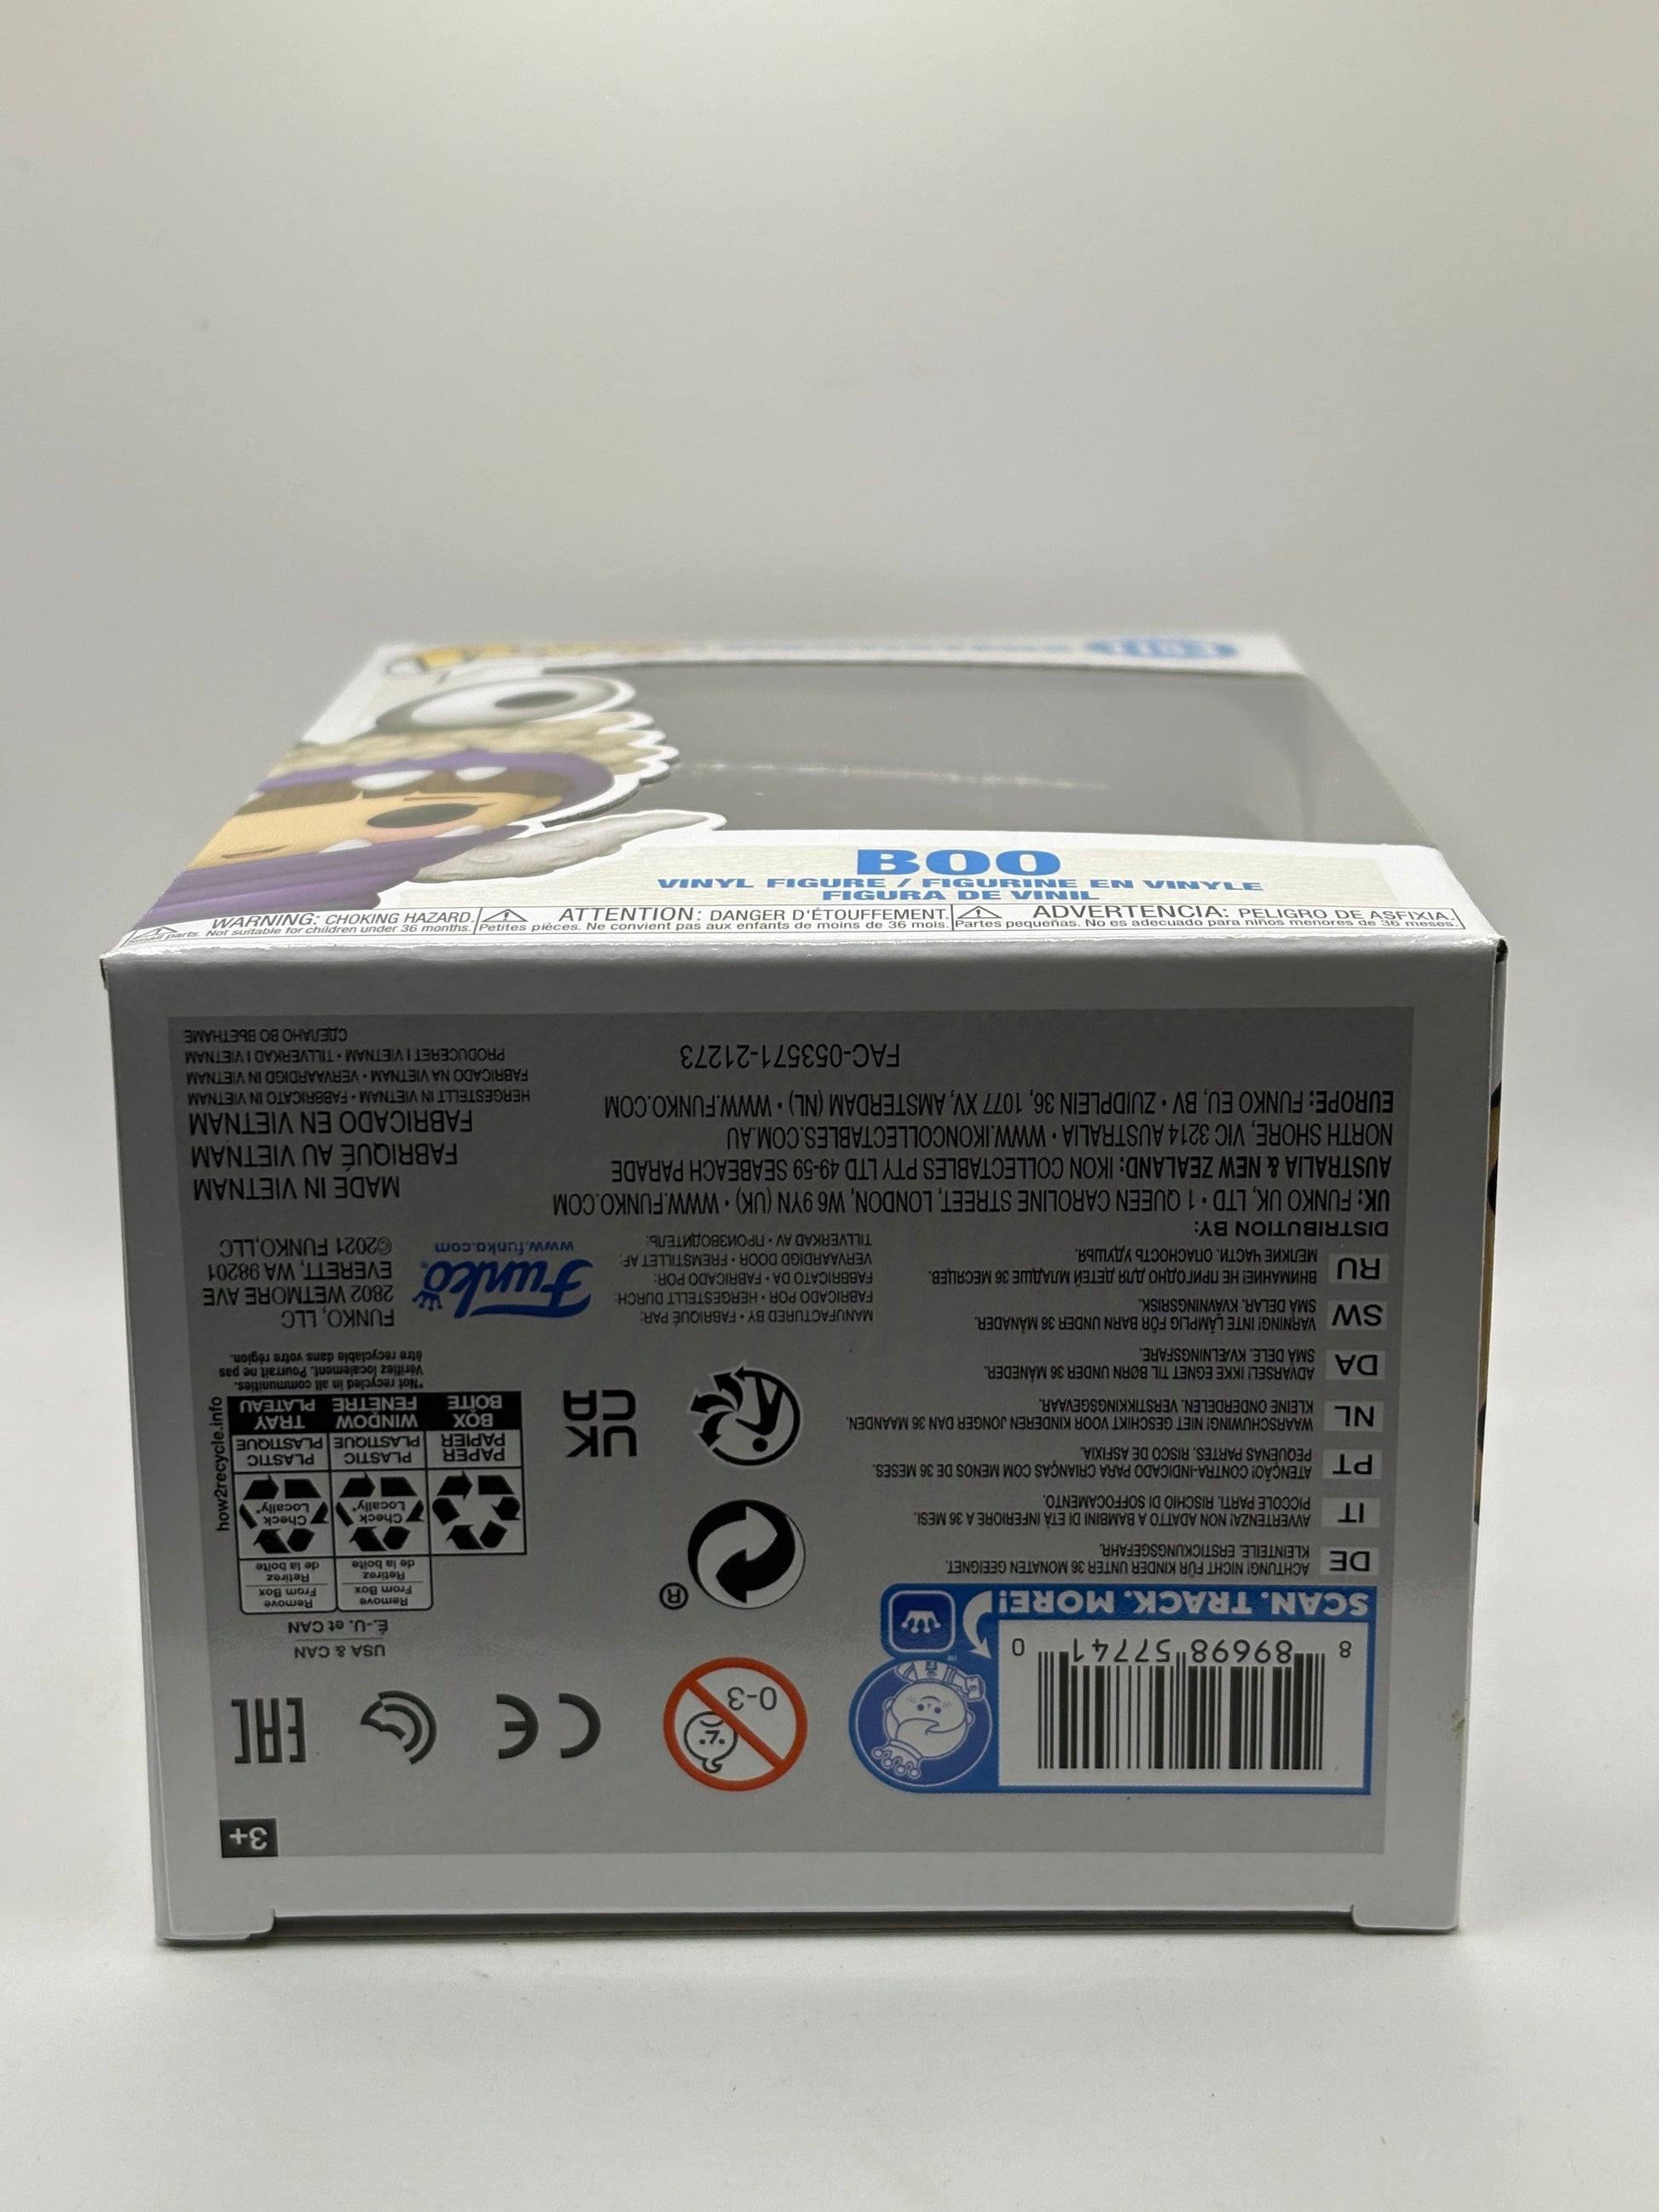 BOO
VINYL FIGURE / FIGURINE EN VINYLE
FIGURA DE VINIL
WARNING: CHOKING HAZARD.
Small parts. Not suitable for children under 36 months.
ATTENTION: DANGER D'ÉTOUFFEMENT.
Petites pièces. Ne convient pas aux enfants de moins de 36 mois.
ADVERTENCIA: PELIGRO DE ASFIXIA.
Partes pequeñas. No es adecuado para niños menores de 36 meses.
3+
8 89698 57741 0
SCAN. TRACK. MORE!
0-3
CE
EAC
USA & CAN
É.-U. et CAN
Remove
From Box
Retirez
de la boîte
Remove
From Box
Retirez
de la boîte
Check
Locally*
Check
Locally*
PAPER
PAPIER
PLASTIC
PLASTIQUE
PLASTIC
PLASTIQUE
BOX
BOÎTE
WINDOW
FENÊTRE
TRAY
PLATEAU
how2recycle.info
*Not recycled in all communities.
Vérifiez localement. Pourrait ne pas
être recyclable dans votre région.
®
UK
CA
DE
ACHTUNG! NICHT FÜR KINDER UNTER 36 MONATEN GEEIGNET.
KLEINTEILE. ERSTICKUNGSGEFAHR.
IT
AVVERTENZA! NON ADATTO A BAMBINI DI ETÀ INFERIORE A 36 MESI.
PICCOLE PARTI. RISCHIO DI SOFFOCAMENTO.
PT
ATENÇÃO! CONTRA-INDICADO PARA CRIANÇAS COM MENOS DE 36 MESES.
PEQUENAS PARTES. RISCO DE ASFIXIA.
NL
WAARSCHUWING! NIET GESCHIKT VOOR KINDEREN JONGER DAN 36 MAANDEN.
KLEINE ONDERDELEN. VERSTIKKINGSGEVAAR.
DA
ADVARSEL! IKKE EGNET TIL BØRN UNDER 36 MÅNEDER.
SMÅ DELE. KVÆLNINGSFARE.
SW
VARNING! INTE LÄMPLIG FÖR BARN UNDER 36 MÅNADER.
SMÅ DELAR. KVÄVNINGSRISK.
RU
ВНИМАНИЕ! НЕ ПРИГОДНО ДЛЯ ДЕТЕЙ МЛАДШЕ 36 МЕСЯЦЕВ.
МЕЛКИЕ ЧАСТИ. ОПАСНОСТЬ УДУШЬЯ.
MANUFACTURED BY • FABRIQUÉ PAR:
FABRICADO POR • HERGESTELLT DURCH:
FABBRICATO DA • FABRICADO POR:
VERVAARDIGD DOOR • FREMSTILLET AF:
TILLVERKAD AV • ПРОИЗВОДИТЕЛЬ:
Funko
www.funko.com
FUNKO, LLC
2802 WETMORE AVE
EVERETT, WA 98201
©2021 FUNKO,LLC
DISTRIBUTION BY:
UK: FUNKO UK, LTD • 1 QUEEN CAROLINE STREET, LONDON, W6 9YN (UK) • WWW.FUNKO.COM
AUSTRALIA & NEW ZEALAND: IKON COLLECTABLES PTY LTD 49-59 SEABEACH PARADE
NORTH SHORE, VIC 3214 AUSTRALIA • WWW.IKONCOLLECTABLES.COM.AU
EUROPE: FUNKO EU, BV • ZUIDPLEIN 36, 1077 XV, AMSTERDAM (NL) • WWW.FUNKO.COM
FAC-053571-21273
MADE IN VIETNAM
FABRIQUÉ AU VIETNAM
FABRICADO EN VIETNAM
HERGESTELLT IN VIETNAM • FABBRICATO IN VIETNAM
FABRICADO NA VIETNAM • VERVAARDIGD IN VIETNAM
PRODUCERET I VIETNAM • TILLVERKAD I VIETNAM
СДЕЛАНО ВО ВЬЕТНАМЕ